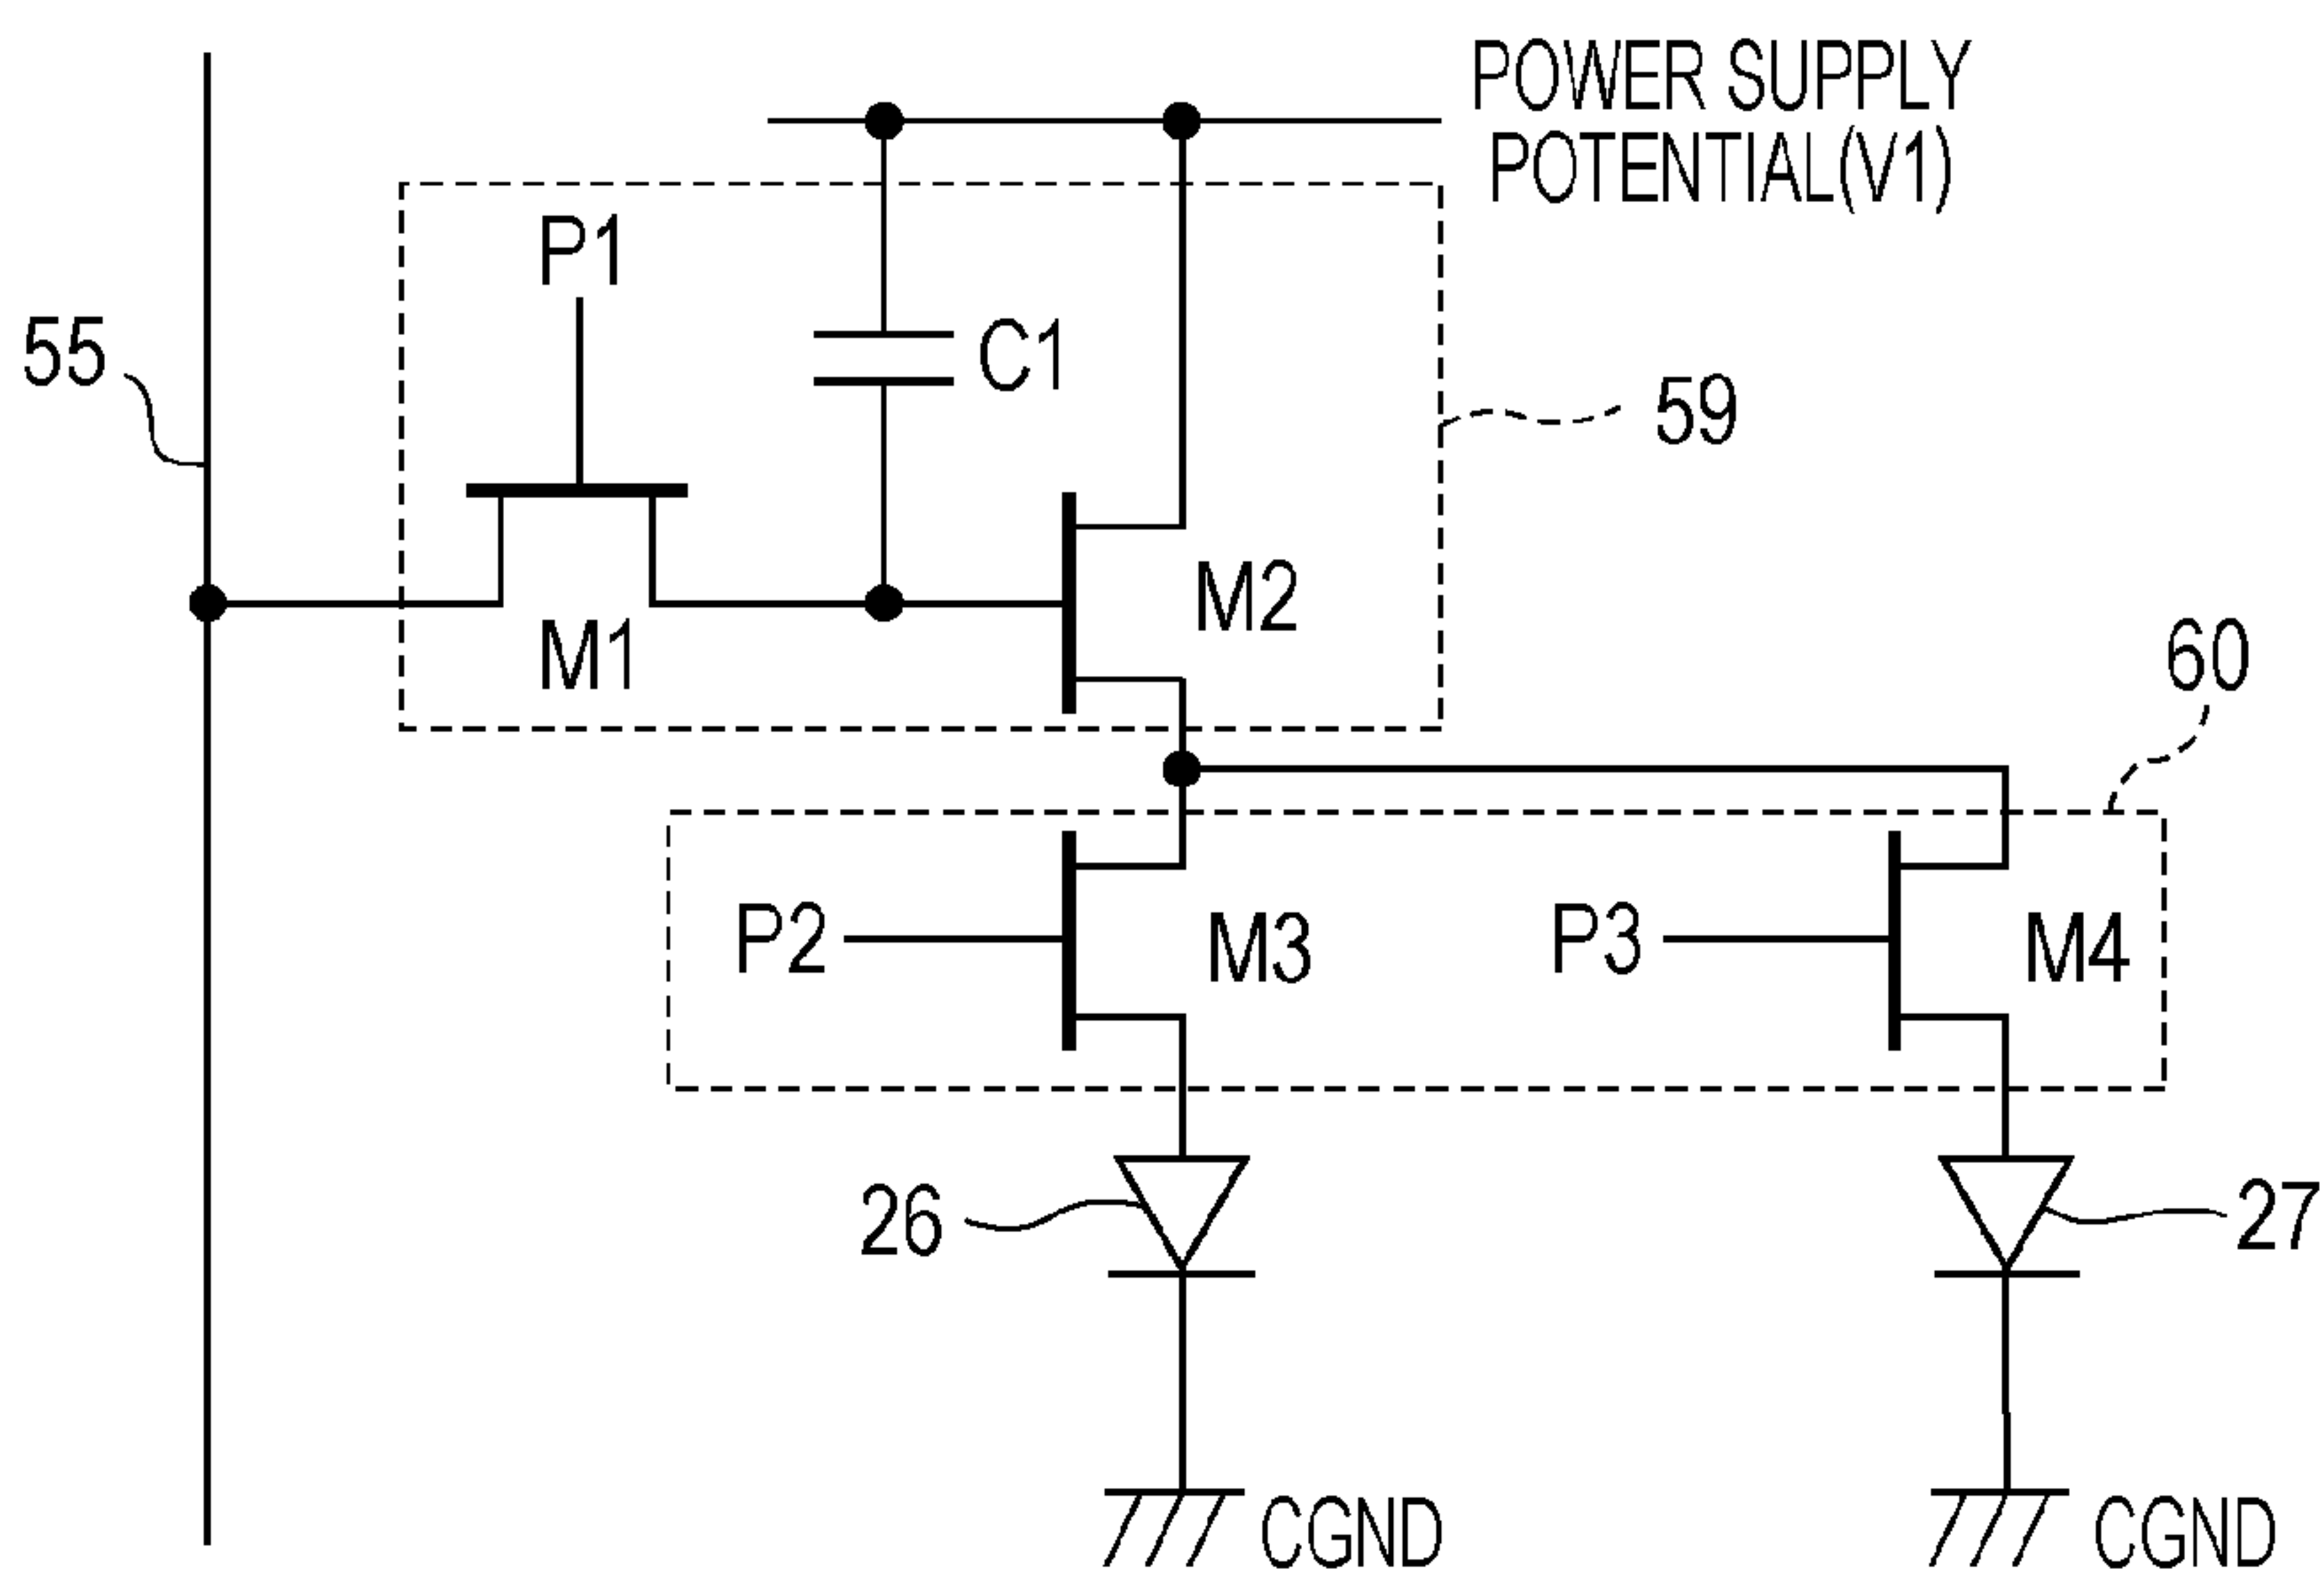 POWER SUPPLY
POTENTIAL(V1)
P1
55
C1
59
M2
M1
60
P2
M3
P3
M4
26
27
CGND
CGND